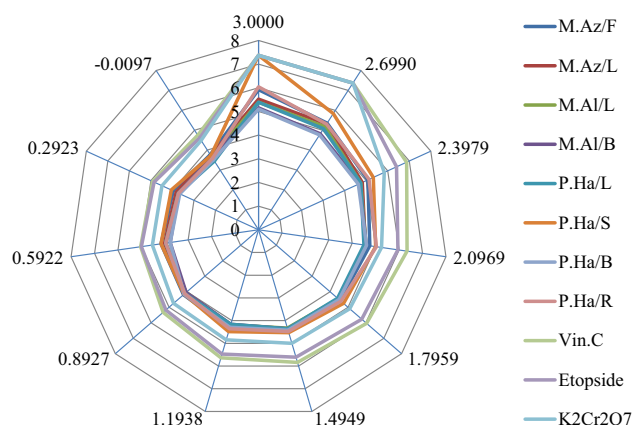 3.0000
2.6990
2.3979
2.0969
1.7959
1.4949
1.1938
0.8927
0.5922
0.2923
-0.0097
8
7
6
5
4
3
2
1
0
M.Az/F
M.Az/L
M.Al/L
M.Al/B
P.Ha/L
P.Ha/S
P.Ha/B
P.Ha/R
Vin.C
Etopside
K2Cr2O7